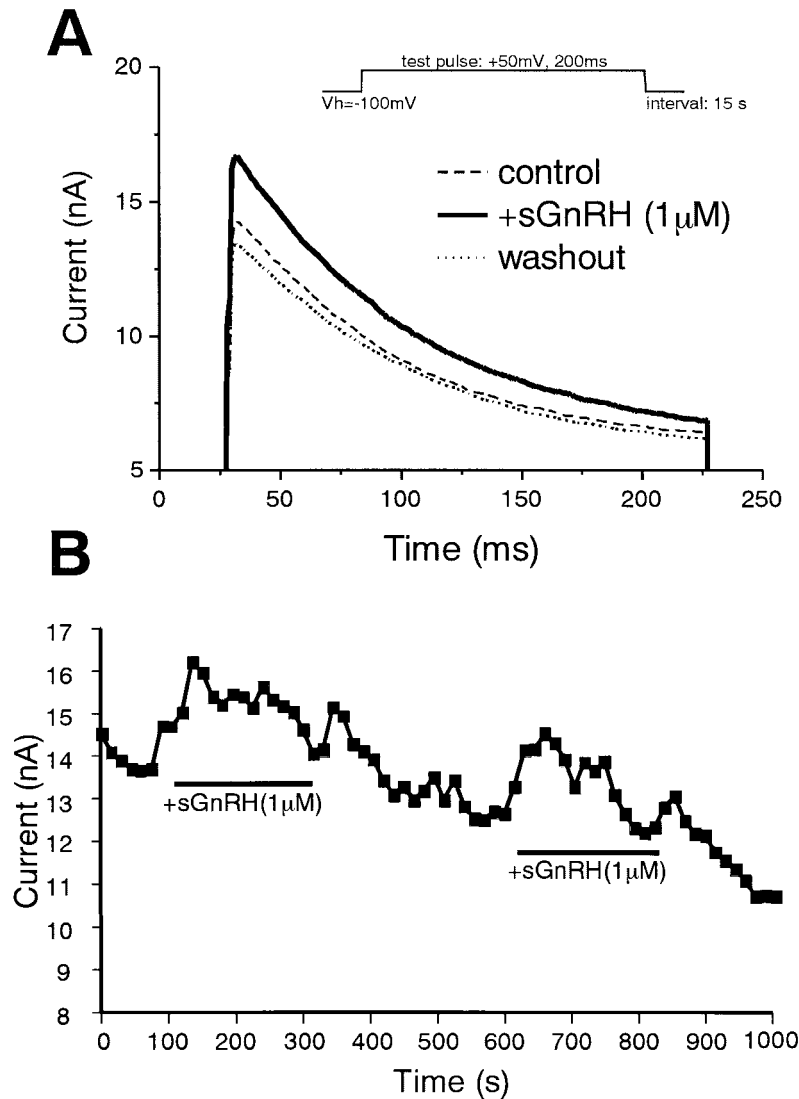 A
20
15
10
5
Current (nA)
test pulse: +50mV, 200ms
Vh=-100mV
interval: 15 s
control
+sGnRH (1μM)
washout
0 50 100 150 200 250
Time (ms)
B
17
16
15
14
13
12
11
10
9
8
Current (nA)
+sGnRH(1μM)
+sGnRH(1μM)
0 100 200 300 400 500 600 700 800 900 1000
Time (s)